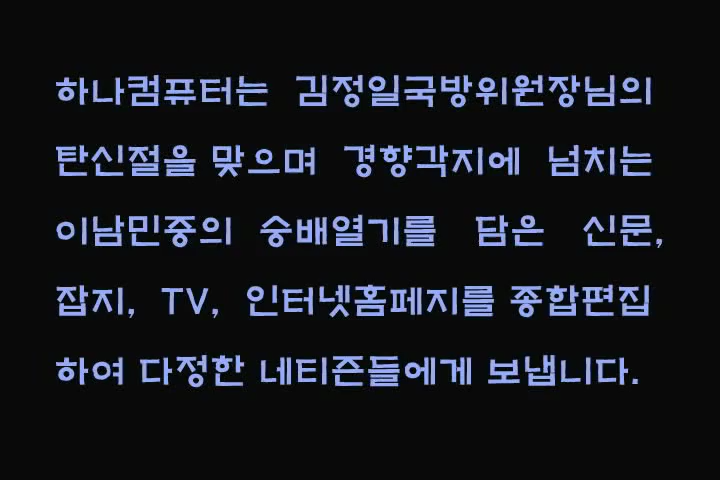 하나컴퓨터는 김정일국방위원장님의
탄신절을 맞으며 경향각지에 넘치는
이남민중의 숭배열기를 담은 신문,
잡지, TV, 인터넷홈페지를 종합편집
하여 다정한 네티즌들에게 보냅니다.